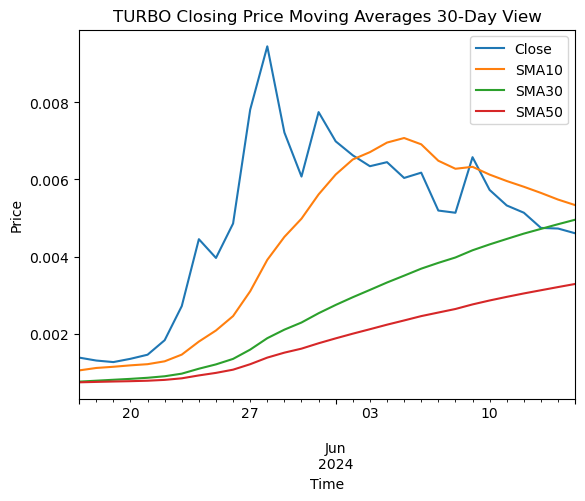 TURBO Closing Price Moving Averages 30-Day View
Close
SMA10
SMA30
SMA50
Price
0.008
0.006
0.004
0.002
20 27 03 10
Jun
2024
Time